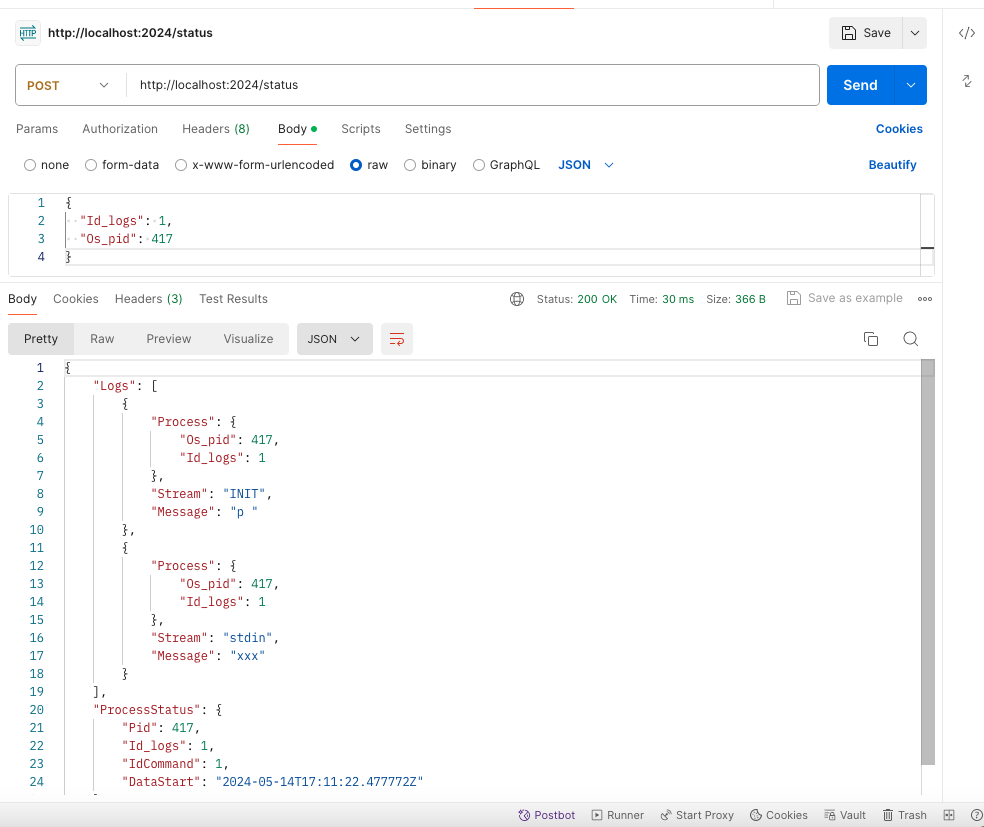 HTTP http://localhost:2024/status Save
POST http://localhost:2024/status Send
Params Authorization Headers (8) Body Scripts Settings Cookies
none form-data x-www-form-urlencoded raw binary GraphQL JSON Beautify
1 {
2 "Id_logs": 1,
3 "Os_pid": 417
4 }
Body Cookies Headers (3) Test Results Status: 200 OK Time: 30 ms Size: 366 B Save as example
Pretty Raw Preview Visualize JSON
1 {
2 "Logs": [
3 {
4 "Process": {
5 "Os_pid": 417,
6 "Id_logs": 1
7 },
8 "Stream": "INIT",
9 "Message": "p "
10 },
11 {
12 "Process": {
13 "Os_pid": 417,
14 "Id_logs": 1
15 },
16 "Stream": "stdin",
17 "Message": "xxx"
18 }
19 ],
20 "ProcessStatus": {
21 "Pid": 417,
22 "Id_logs": 1,
23 "IdCommand": 1,
24 "DataStart": "2024-05-14T17:11:22.477772Z"
Postbot Runner Start Proxy Cookies Vault Trash